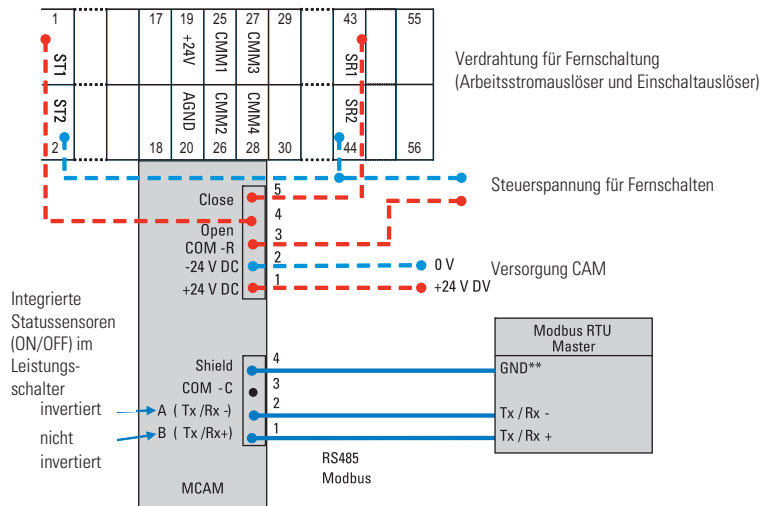 1 17 19 25 27 29 43 55
ST1 +24V CMM1 CMM3 SR1
ST2 AGND CMM2 CMM4 SR2
2 18 20 26 28 30 44 56
Verdrahtung für Fernschaltung
(Arbeitsstromauslöser und Einschaltauslöser)
Steuerspannung für Fernschalten
Close 5
4
Open
COM -R 3
-24 V DC 2 0 V
+24 V DC 1 +24 V DV
Versorgung CAM
Integrierte
Statussensoren
(ON/OFF) im
Leistungs-
schalter
invertiert
nicht
invertiert
Shield 4
COM - C 3
A ( Tx /Rx -) 2
B ( Tx /Rx+) 1
MCAM
RS485
Modbus
Modbus RTU
Master
GND**
Tx / Rx -
Tx / Rx +